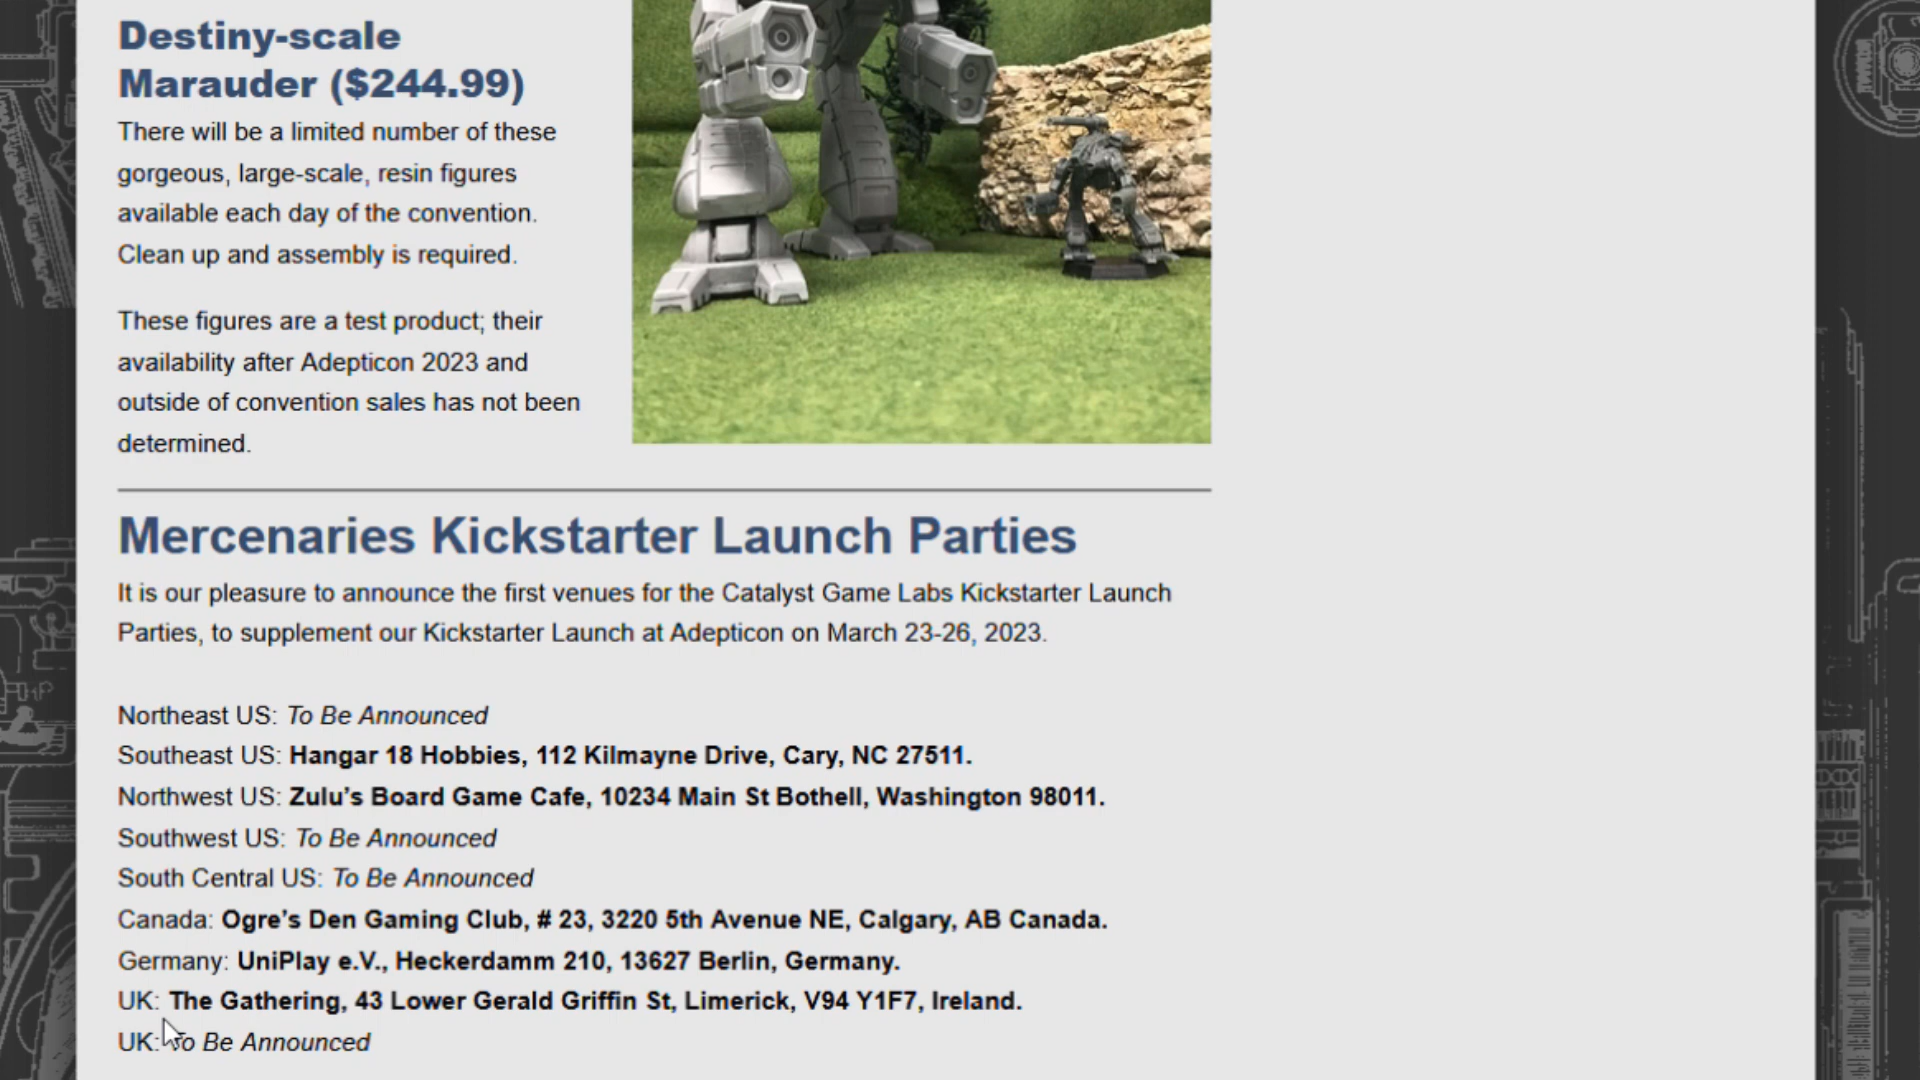 Destiny-scale
Marauder ($244.99)
There will be a limited number of these
gorgeous, large-scale, resin figures
available each day of the convention.
Clean up and assembly is required.
These figures are a test product; their
availability after Adepticon 2023 and
outside of convention sales has not been
determined.
Mercenaries Kickstarter Launch Parties
It is our pleasure to announce the first venues for the Catalyst Game Labs Kickstarter Launch
Parties, to supplement our Kickstarter Launch at Adepticon on March 23-26, 2023.
Northeast US: To Be Announced
Southeast US: Hangar 18 Hobbies, 112 Kilmayne Drive, Cary, NC 27511.
Northwest US: Zulu’s Board Game Cafe, 10234 Main St Bothell, Washington 98011.
Southwest US: To Be Announced
South Central US: To Be Announced
Canada: Ogre’s Den Gaming Club, # 23, 3220 5th Avenue NE, Calgary, AB Canada.
Germany: UniPlay e.V., Heckerdamm 210, 13627 Berlin, Germany.
UK: The Gathering, 43 Lower Gerald Griffin St, Limerick, V94 Y1F7, Ireland.
UK: To Be Announced